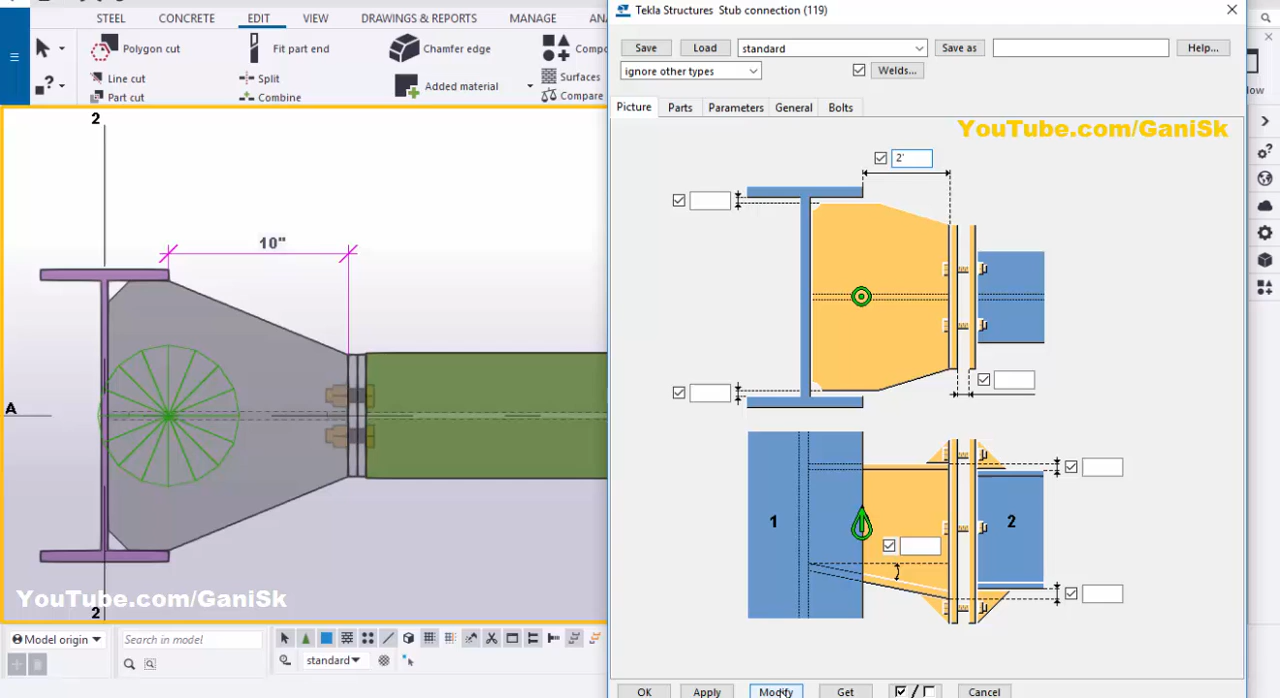 Tekla Structures  Stub connection (119)
STEEL CONCRETE EDIT VIEW DRAWINGS & REPORTS MANAGE
Save Load standard Save as Help...
Polygon cut Fit part end Chamfer edge
ignore other types Welds...
Line cut Split Added material Surfaces
Part cut Combine Compare
Picture Parts Parameters General Bolts
2
YouTube.com/GaniSk
2'
10"
A
1
2
YouTube.com/GaniSk
2
Model origin Search in model
standard
OK Apply Modify Get Cancel